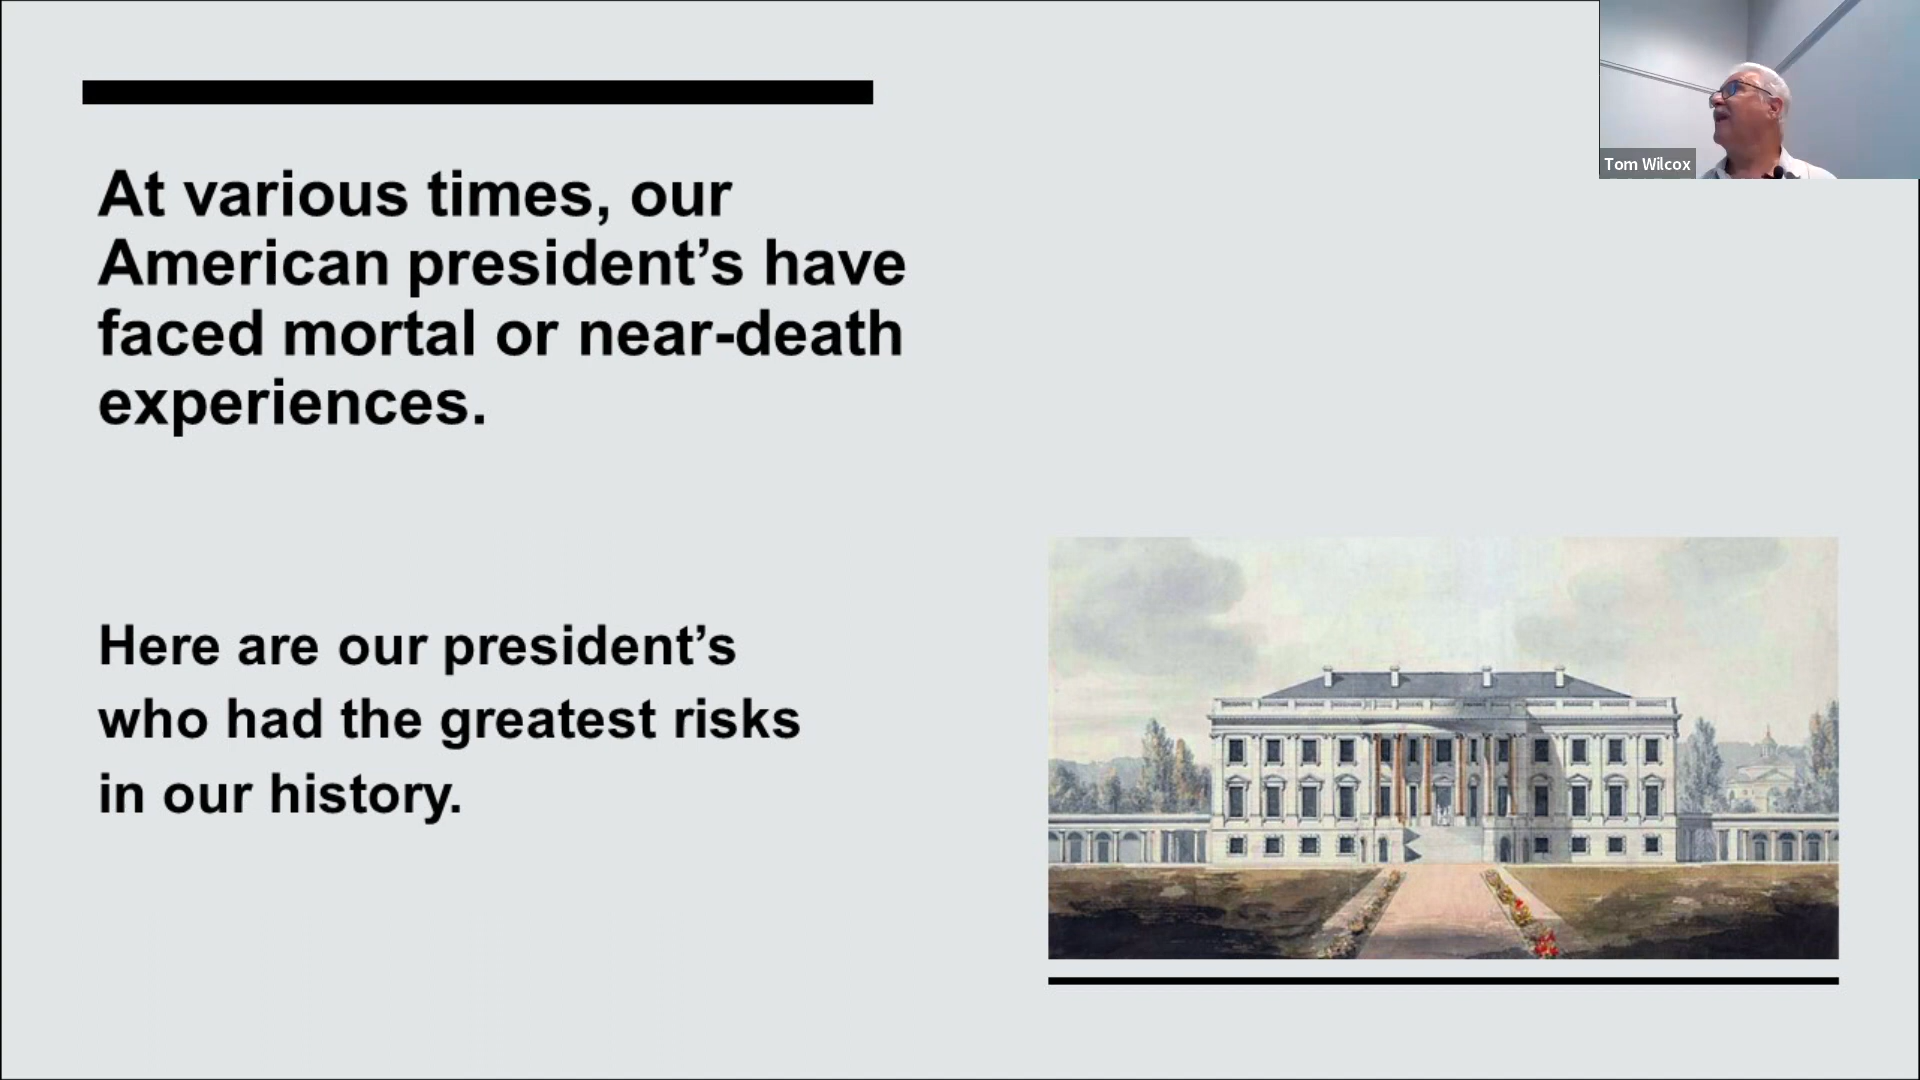 At various times, our
American president’s have
faced mortal or near-death
experiences.
Here are our president’s
who had the greatest risks
in our history.
Tom Wilcox